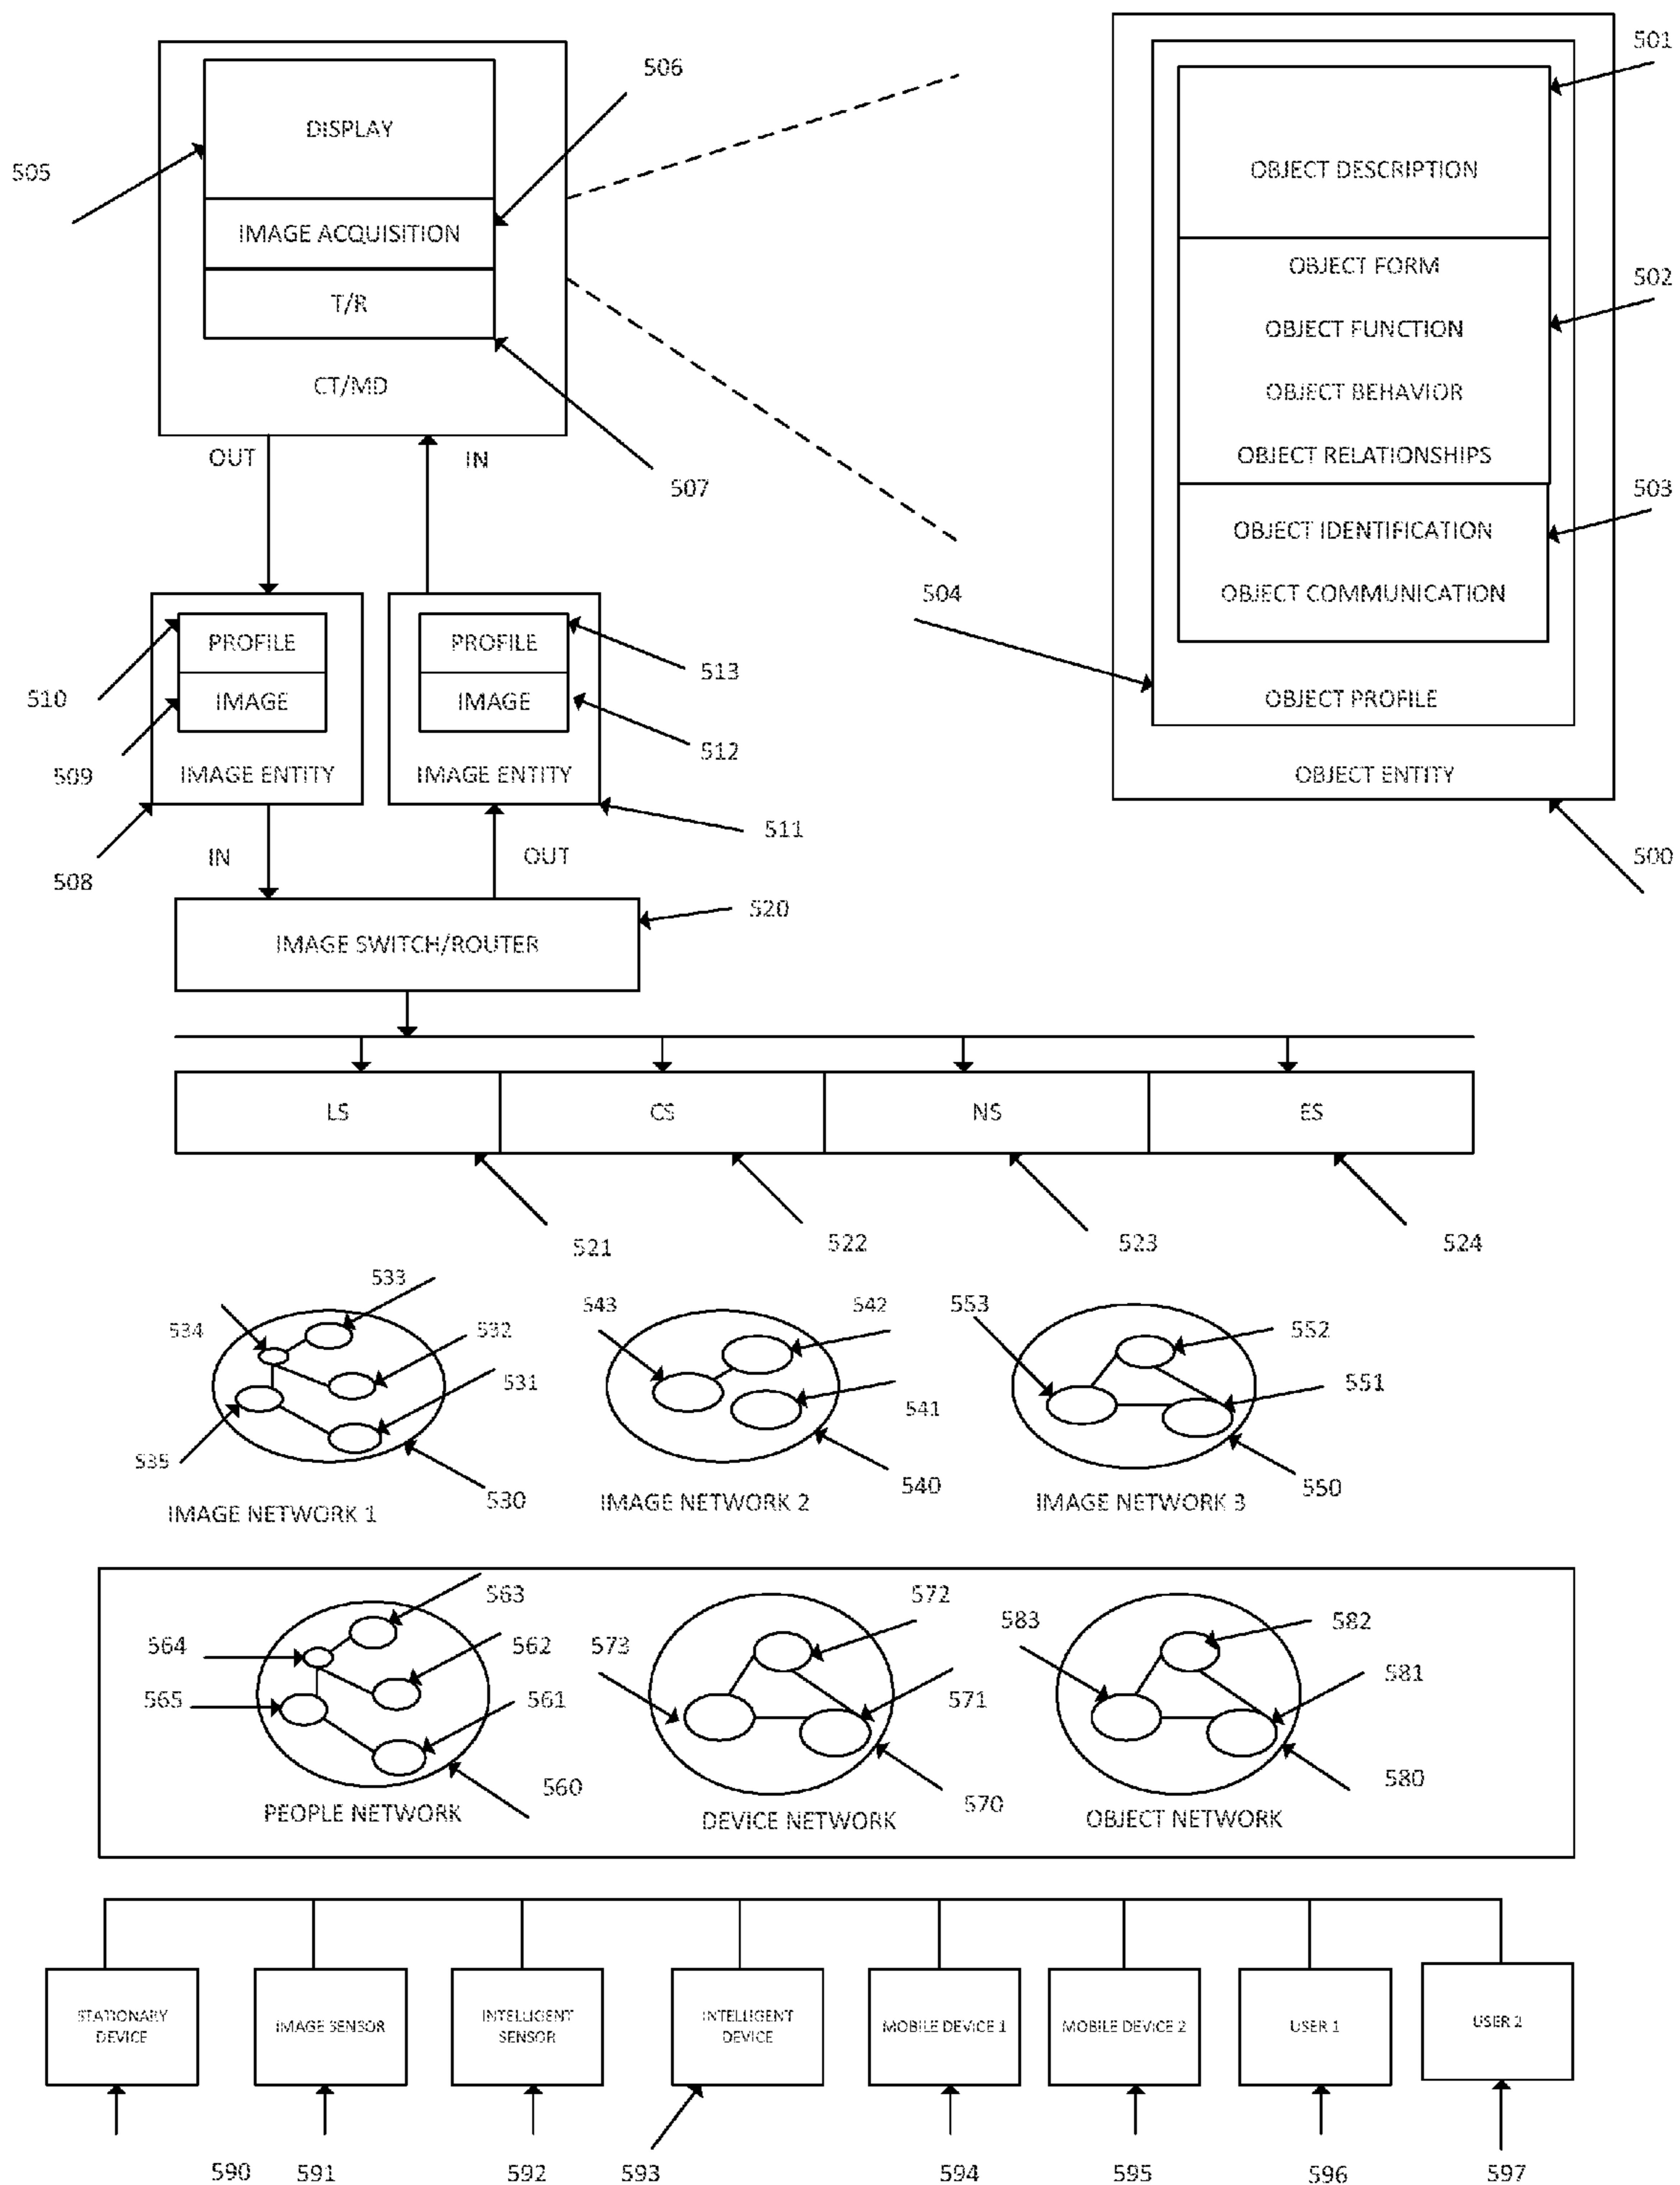 501
506
DISPLAY
505
OBJECT DESCRIPTION
IMAGE ACQUISITION
OBJECT FORM
502
T/R
OBJECT FUNCTION
CT/MD
OBJECT BEHAVIOR
OUT
IN
OBJECT RELATIONSHIPS
507
503
OBJECT IDENTIFICATION
504
OBJECT COMMUNICATION
PROFILE
PROFILE
513
510
IMAGE
IMAGE
OBJECT PROFILE
512
509
IMAGE ENTITY
IMAGE ENTITY
OBJECT ENTITY
511
508
IN
OUT
500
520
IMAGE SWITCH/ROUTER
LS
CS
NS
ES
521
522
523
524
533
543
542
553
534
532
552
531
551
541
535
530
540
550
IMAGE NETWORK 1
IMAGE NETWORK 2
IMAGE NETWORK 3
563
572
583
582
564
562
573
581
565
561
571
560
570
580
PEOPLE NETWORK
DEVICE NETWORK
OBJECT NETWORK
STATIONARY
DEVICE
IMAGE SENSOR
INTELLIGENT
SENSOR
INTELLIGENT
DEVICE
MOBILE DEVICE 1
MOBILE DEVICE 2
USER 1
USER 2
590
591
592
593
594
595
596
597